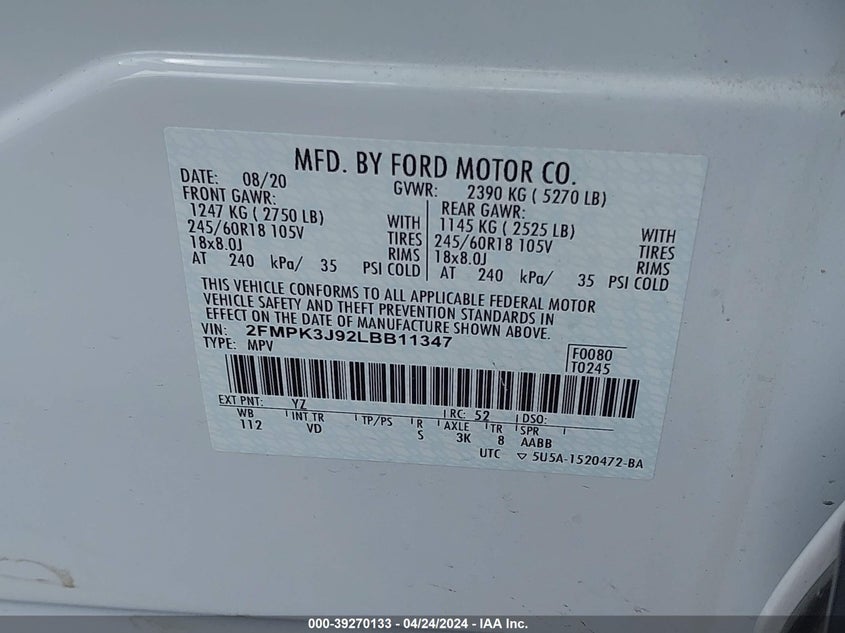 MFD. BY FORD MOTOR CO.
DATE: 08/20 GVWR: 2390 KG ( 5270 LB)
FRONT GAWR: REAR GAWR:
1247 KG ( 2750 LB) WITH 1145 KG ( 2525 LB) WITH
245/60R18 105V TIRES 245/60R18 105V TIRES
18x8.0J RIMS 18x8.0J RIMS
AT 240 kPa/ 35 PSI COLD AT 240 kPa/ 35 PSI COLD
THIS VEHICLE CONFORMS TO ALL APPLICABLE FEDERAL MOTOR
VEHICLE SAFETY AND THEFT PREVENTION STANDARDS IN
EFFECT ON THE DATE OF MANUFACTURE SHOWN ABOVE.
VIN: 2FMPK3J92LBB11347
TYPE: MPV
F0080
T0245
EXT PNT: YZ RC: 52 DSO:
WB INT TR TP/PS R AXLE TR SPR
112 VD S 3K 8 AABB
UTC ▽ 5U5A-1520472-BA
000-39270133 - 04/24/2024 - IAA Inc.